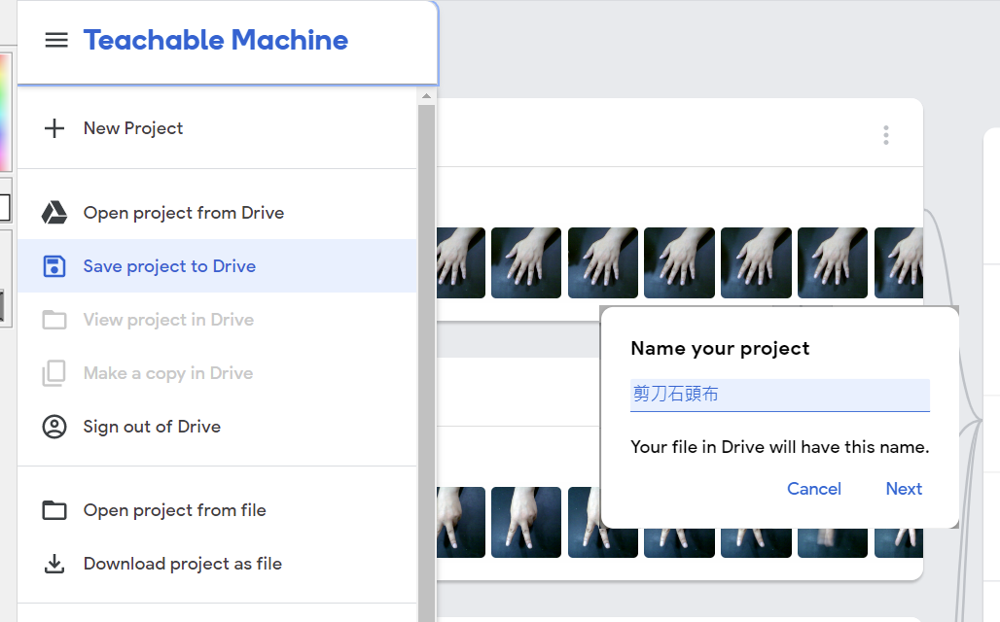 Teachable Machine
New Project
Open project from Drive
Save project to Drive
View project in Drive
Make a copy in Drive
Sign out of Drive
Open project from file
Download project as file
Name your project
剪刀石頭布
Your file in Drive will have this name.
Cancel
Next